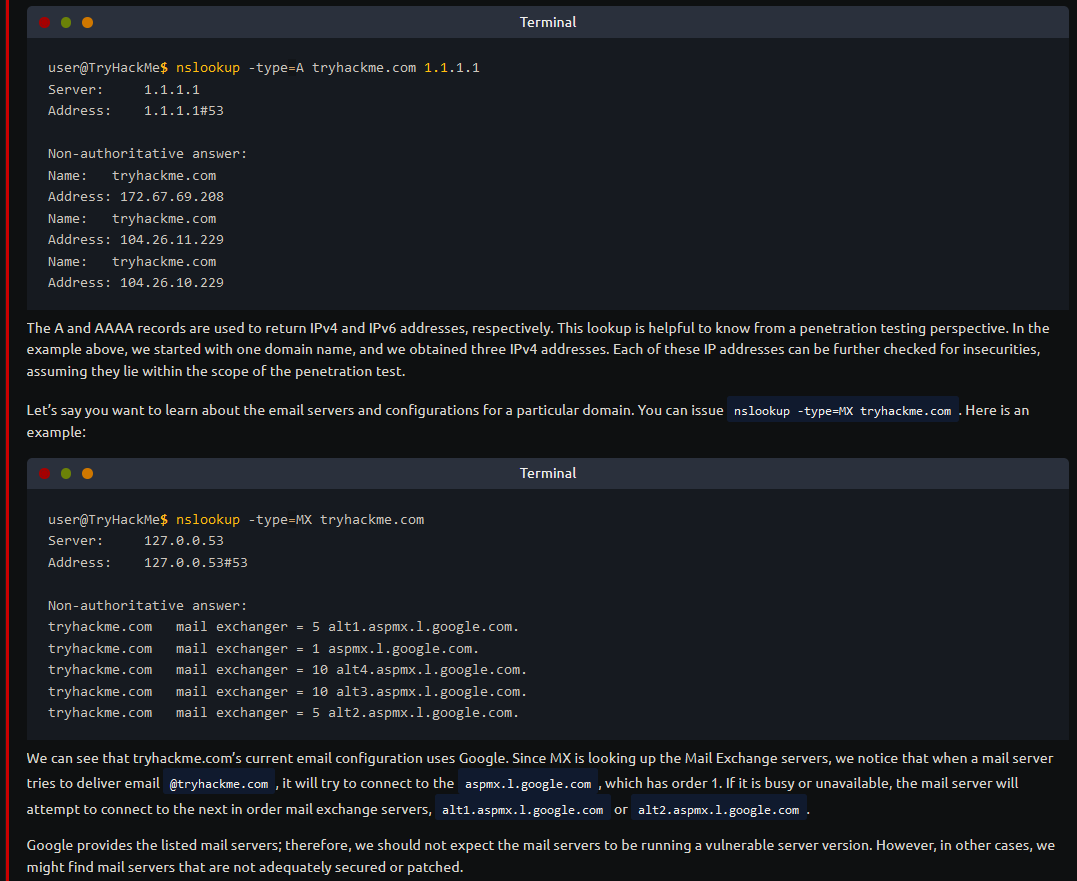 Terminal
user@TryHackMe$ nslookup -type=A tryhackme.com 1.1.1.1
Server:     1.1.1.1
Address:    1.1.1.1#53
Non-authoritative answer:
Name:   tryhackme.com
Address: 172.67.69.208
Name:   tryhackme.com
Address: 104.26.11.229
Name:   tryhackme.com
Address: 104.26.10.229
The A and AAAA records are used to return IPv4 and IPv6 addresses, respectively. This lookup is helpful to know from a penetration testing perspective. In the
example above, we started with one domain name, and we obtained three IPv4 addresses. Each of these IP addresses can be further checked for insecurities,
assuming they lie within the scope of the penetration test.
Let’s say you want to learn about the email servers and configurations for a particular domain. You can issue nslookup -type=MX tryhackme.com . Here is an
example:
Terminal
user@TryHackMe$ nslookup -type=MX tryhackme.com
Server:     127.0.0.53
Address:    127.0.0.53#53
Non-authoritative answer:
tryhackme.com   mail exchanger = 5 alt1.aspmx.l.google.com.
tryhackme.com   mail exchanger = 1 aspmx.l.google.com.
tryhackme.com   mail exchanger = 10 alt4.aspmx.l.google.com.
tryhackme.com   mail exchanger = 10 alt3.aspmx.l.google.com.
tryhackme.com   mail exchanger = 5 alt2.aspmx.l.google.com.
We can see that tryhackme.com’s current email configuration uses Google. Since MX is looking up the Mail Exchange servers, we notice that when a mail server
tries to deliver email @tryhackme.com , it will try to connect to the aspmx.l.google.com , which has order 1. If it is busy or unavailable, the mail server will
attempt to connect to the next in order mail exchange servers, alt1.aspmx.l.google.com or alt2.aspmx.l.google.com .
Google provides the listed mail servers; therefore, we should not expect the mail servers to be running a vulnerable server version. However, in other cases, we
might find mail servers that are not adequately secured or patched.